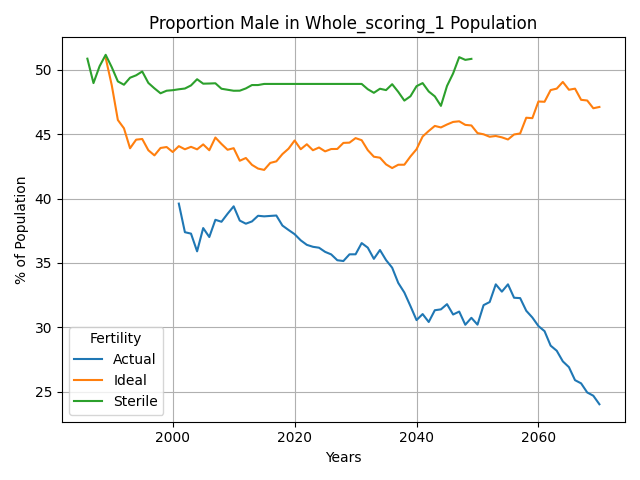 Proportion Male in Whole_scoring_1 Population
% of Population
50
45
40
35
30
25
Fertility
Actual
Ideal
Sterile
2000
2020
2040
2060
Years